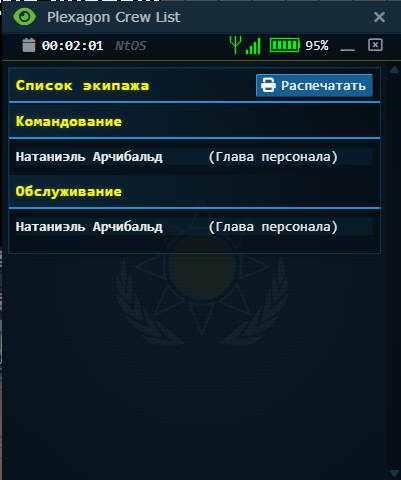 Plexagon Crew List
00:02:01 NtOS 95%
Список экипажа Распечатать
Командование
Натаниэль Арчибальд (Глава персонала)
Обслуживание
Натаниэль Арчибальд (Глава персонала)